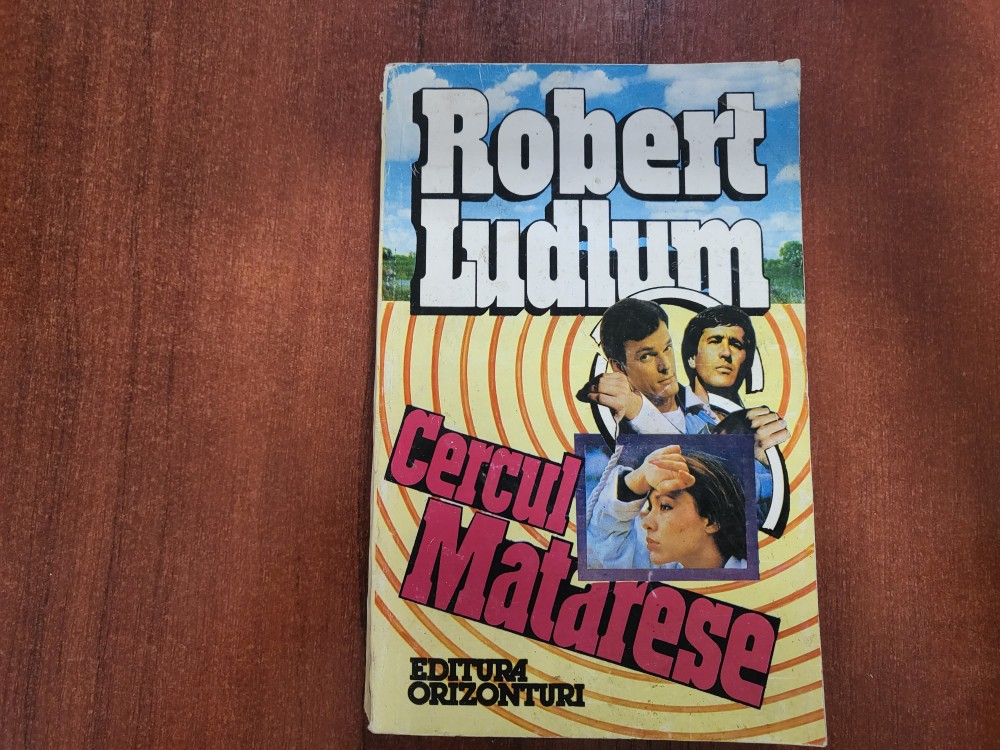 Robert
Ludlum
Cercul
Matarese
EDITURA
ORIZONTURI